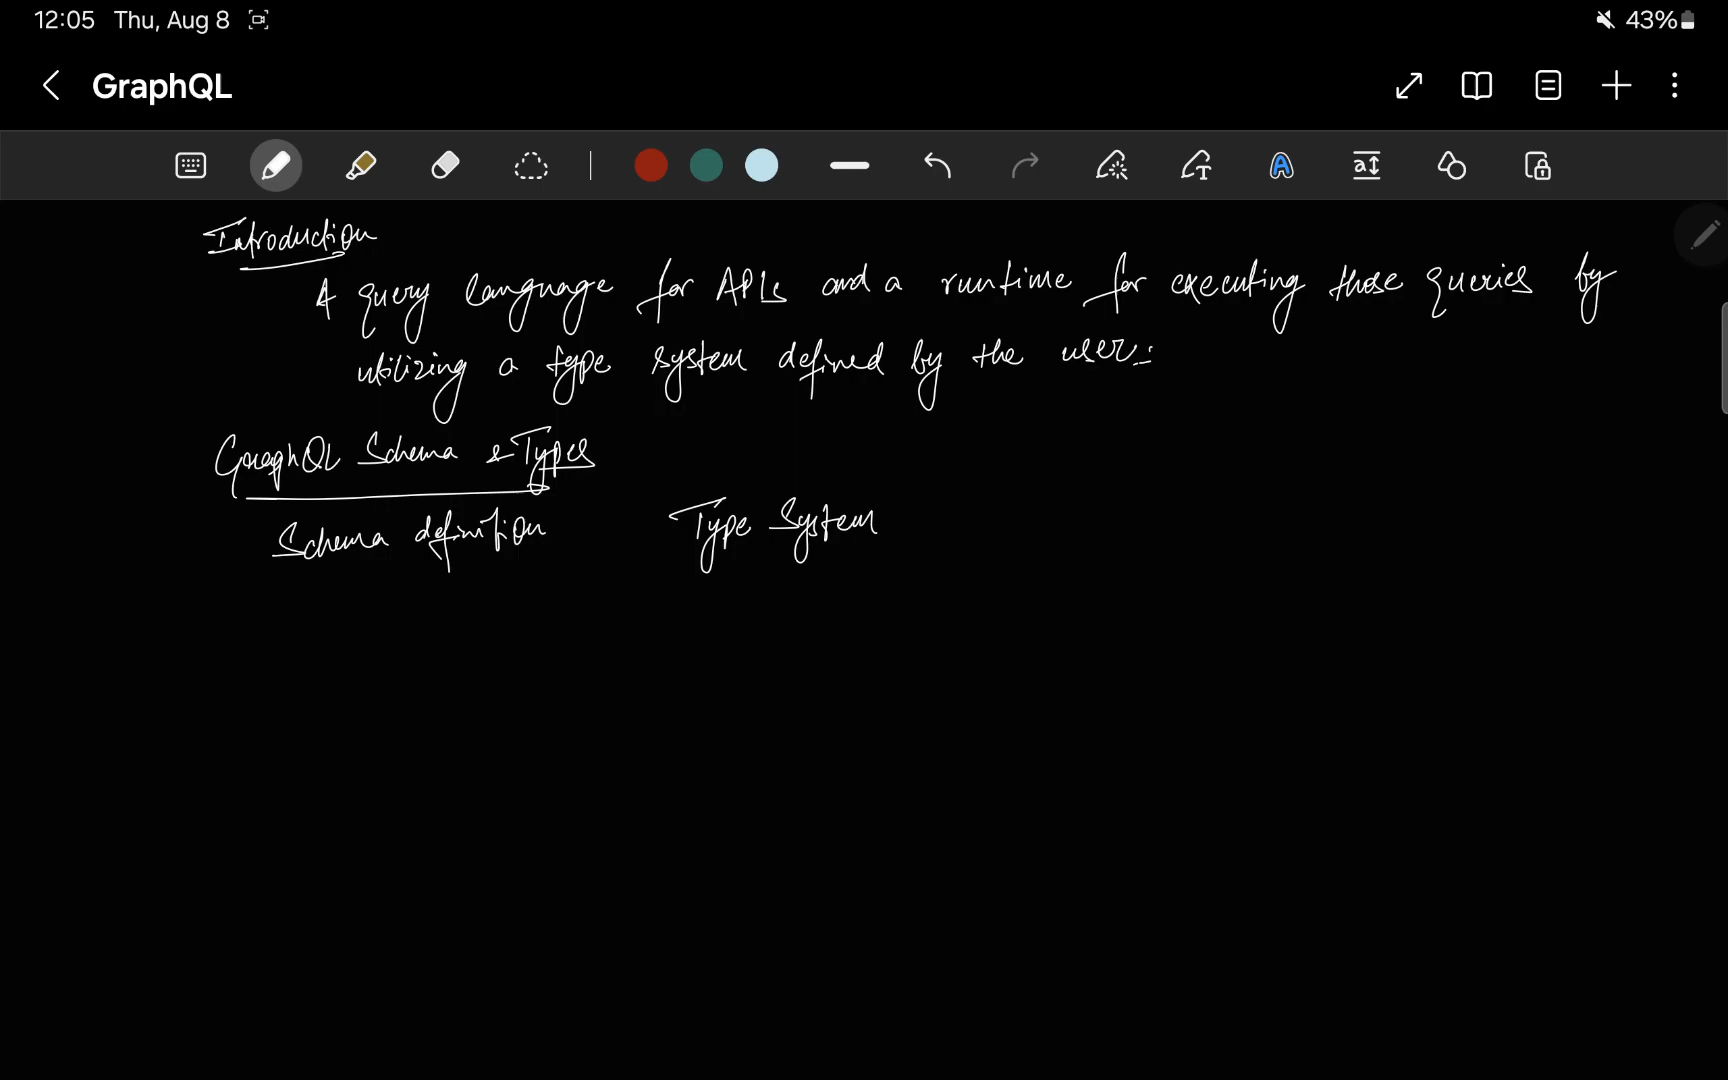 12:05 Thu, Aug 8 43%
GraphQL
Introduction
A query language for APIs and a runtime for executing those queries by
utilizing a type system defined by the user:
GraphQL Schema & Types
Schema definition Type System